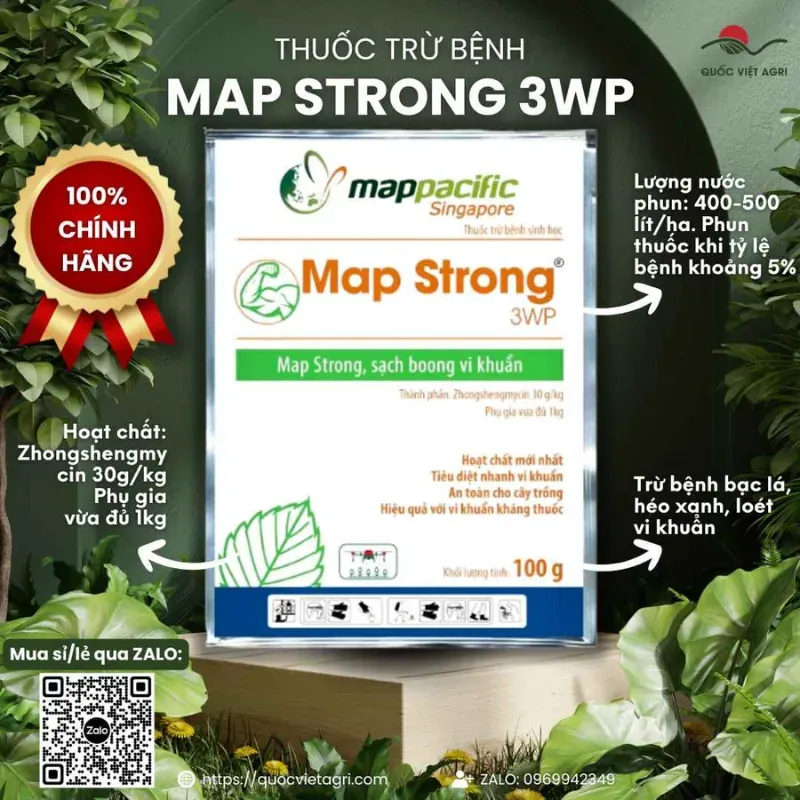 THUỐC TRỪ BỆNH
MAP STRONG 3WP
QUỐC VIỆT AGRI
100%
CHÍNH
HÃNG
mappacific
Singapore
Thuốc trừ bệnh sinh học
Map Strong®
3WP
Map Strong, sạch boong vi khuẩn
Thành phần: Zhongshengmycin 30 g/kg
Phụ gia vừa đủ 1kg
Hoạt chất mới nhất
Tiêu diệt nhanh vi khuẩn
An toàn cho cây trồng
Hiệu quả với vi khuẩn kháng thuốc
Khối lượng tịnh: 100 g
Lượng nước
phun: 400-500
lít/ha. Phun
thuốc khi tỷ lệ
bệnh khoảng 5%
Hoạt chất:
Zhongshengmy
cin 30g/kg
Phụ gia
vừa đủ 1kg
Trừ bệnh bạc lá,
héo xanh, loét
vi khuẩn
Mua sỉ/lẻ qua ZALO:
Zalo
https://quocvietagri.com
ZALO: 0969942349